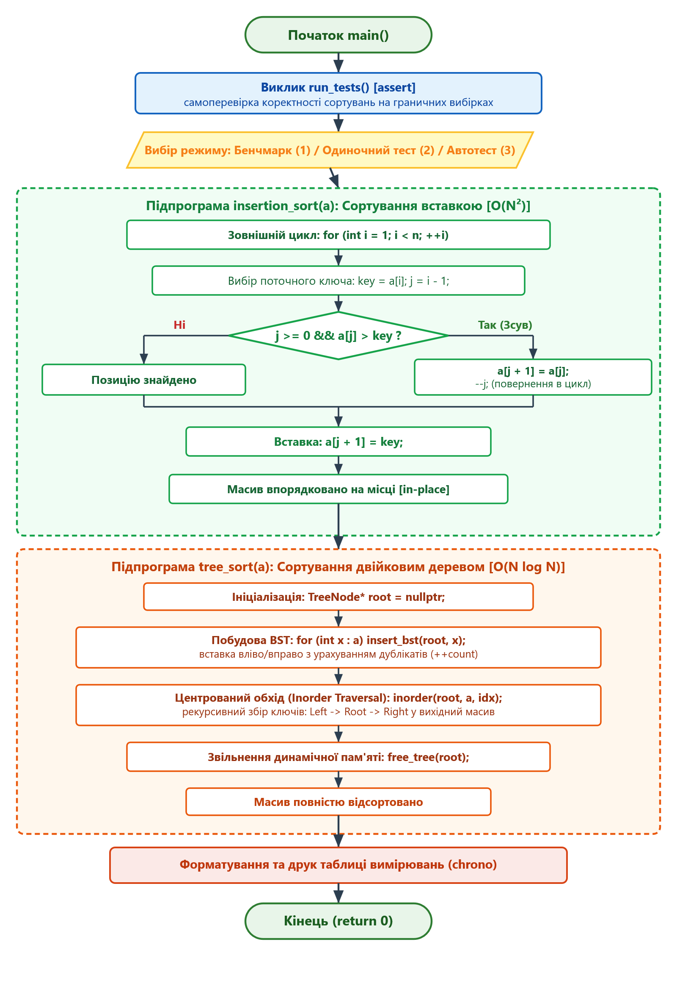 Початок main()
Виклик run_tests() [assert]
самоперевірка коректності сортувань на граничних вибірках
Вибір режиму: Бенчмарк (1) / Одиночний тест (2) / Автотест (3)
Підпрограма insertion_sort(a): Сортування вставкою [O(N²)]
Зовнішній цикл: for (int i = 1; i < n; ++i)
Вибір поточного ключа: key = a[i]; j = i - 1;
Ні
Так (Зсув)
j >= 0 && a[j] > key ?
Позицію знайдено
a[j + 1] = a[j];
--j; (повернення в цикл)
Вставка: a[j + 1] = key;
Масив впорядковано на місці [in-place]
Підпрограма tree_sort(a): Сортування двійковим деревом [O(N log N)]
Ініціалізація: TreeNode* root = nullptr;
Побудова BST: for (int x : a) insert_bst(root, x);
вставка вліво/вправо з урахуванням дублікатів (++count)
Центрований обхід (Inorder Traversal): inorder(root, a, idx);
рекурсивний збір ключів: Left -> Root -> Right у вихідний масив
Звільнення динамічної пам'яті: free_tree(root);
Масив повністю відсортовано
Форматування та друк таблиці вимірювань (chrono)
Кінець (return 0)